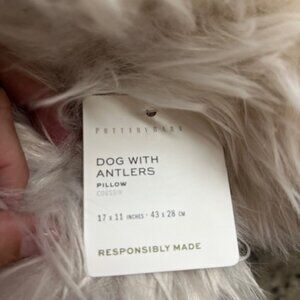 POTTERY BARN
DOG WITH
ANTLERS
PILLOW
COUSSIN
17 x 11 INCHES · 43 x 28 CM
RESPONSIBLY MADE